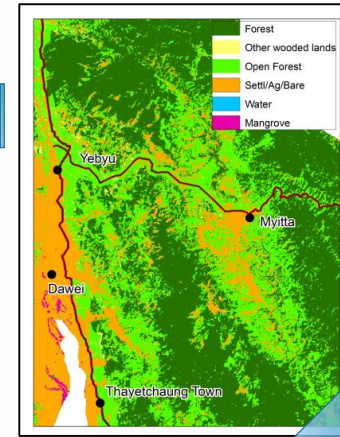 Forest
Other wooded lands
Open Forest
Settl/Ag/Bare
Water
Mangrove
Yebyu
Myitta
Dawei
Thayetchaung Town